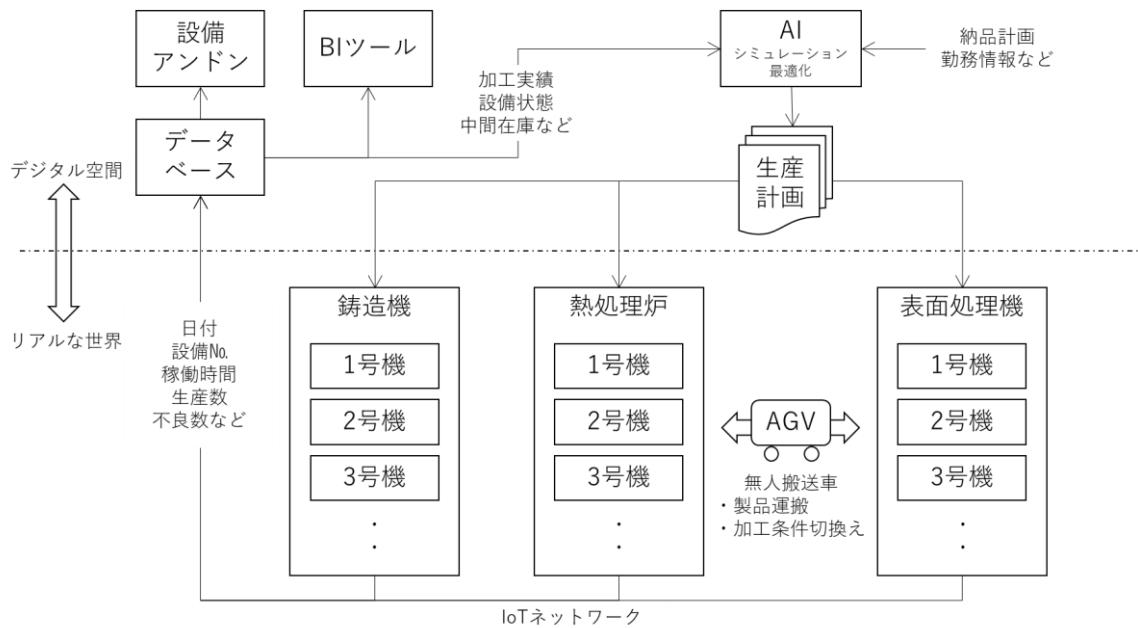 設備
アンドン
BIツール
AI
シミュレーション
最適化
納品計画
勤務情報など
加工実績
設備状態
中間在庫など
データ
ベース
デジタル空間
生産
計画
リアルな世界
日付
設備№
稼働時間
生産数
不良数など
鋳造機
1号機
2号機
3号機
・
・
熱処理炉
1号機
2号機
3号機
・
・
AGV
無人搬送車
・製品運搬
・加工条件切換え
表面処理機
1号機
2号機
3号機
・
・
IoTネットワーク